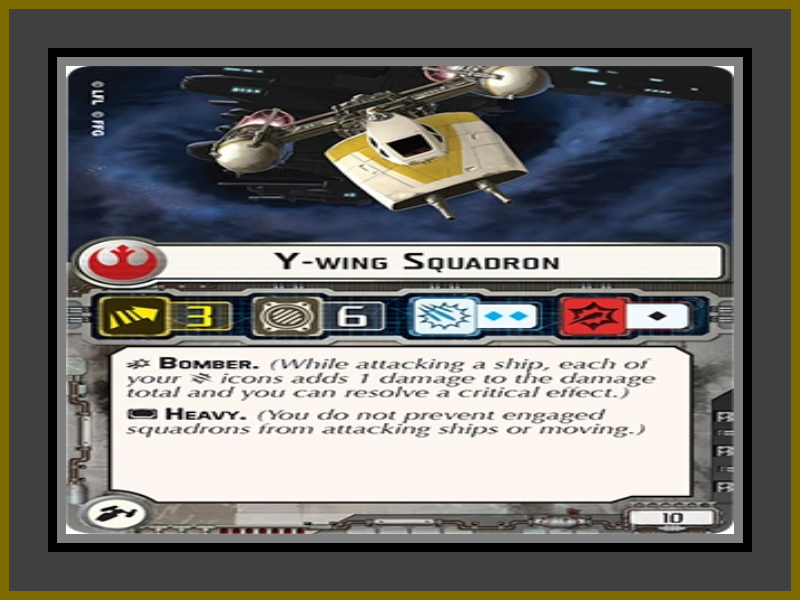 © LFL © FFG
Y-WING SQUADRON
3
6
BOMBER. (While attacking a ship, each of
your icons adds 1 damage to the damage
total and you can resolve a critical effect.)
HEAVY. (You do not prevent engaged
squadrons from attacking ships or moving.)
10